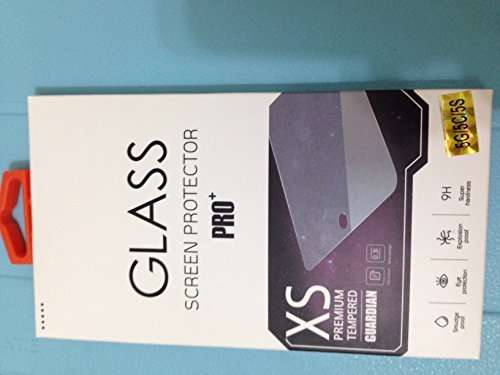 GLASS
SCREEN PROTECTOR
PRO+
XS
PREMIUM
TEMPERED
GUARDIAN
5G/5C/5S
9H
Super
hardness
Explosion
proof
Eye
protection
Smudge
proof